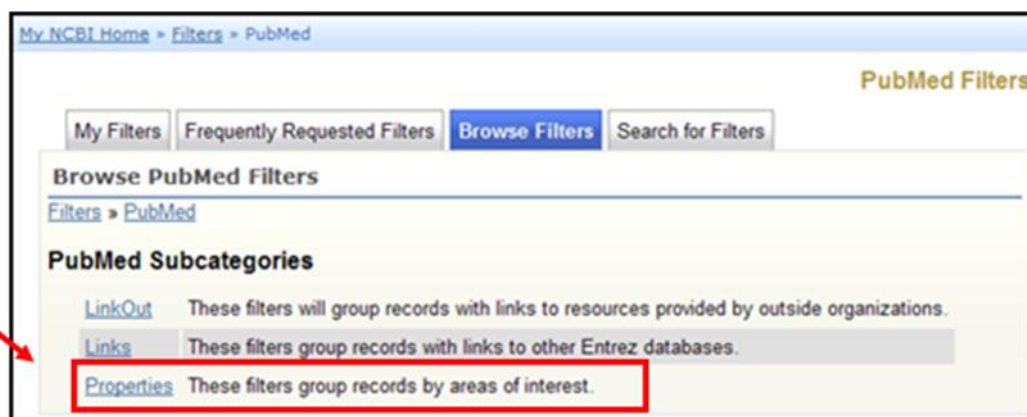 My NCBI Home » Filters » PubMed
PubMed Filters
My Filters Frequently Requested Filters Browse Filters Search for Filters
Browse PubMed Filters
Filters » PubMed
PubMed Subcategories
LinkOut These filters will group records with links to resources provided by outside organizations.
Links These filters group records with links to other Entrez databases.
Properties These filters group records by areas of interest.